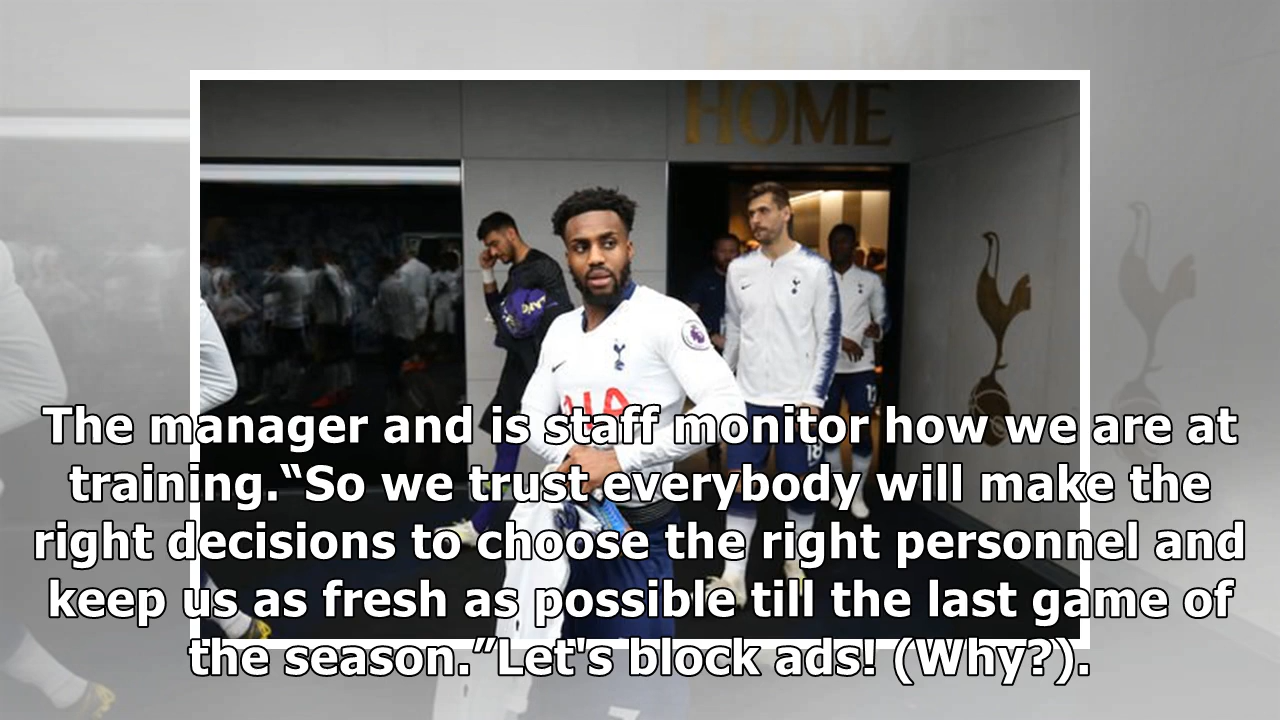 HOME
The manager and is staff monitor how we are at
training.“So we trust everybody will make the
right decisions to choose the right personnel and
keep us as fresh as possible till the last game of
the season.”Let's block ads! (Why?).
18